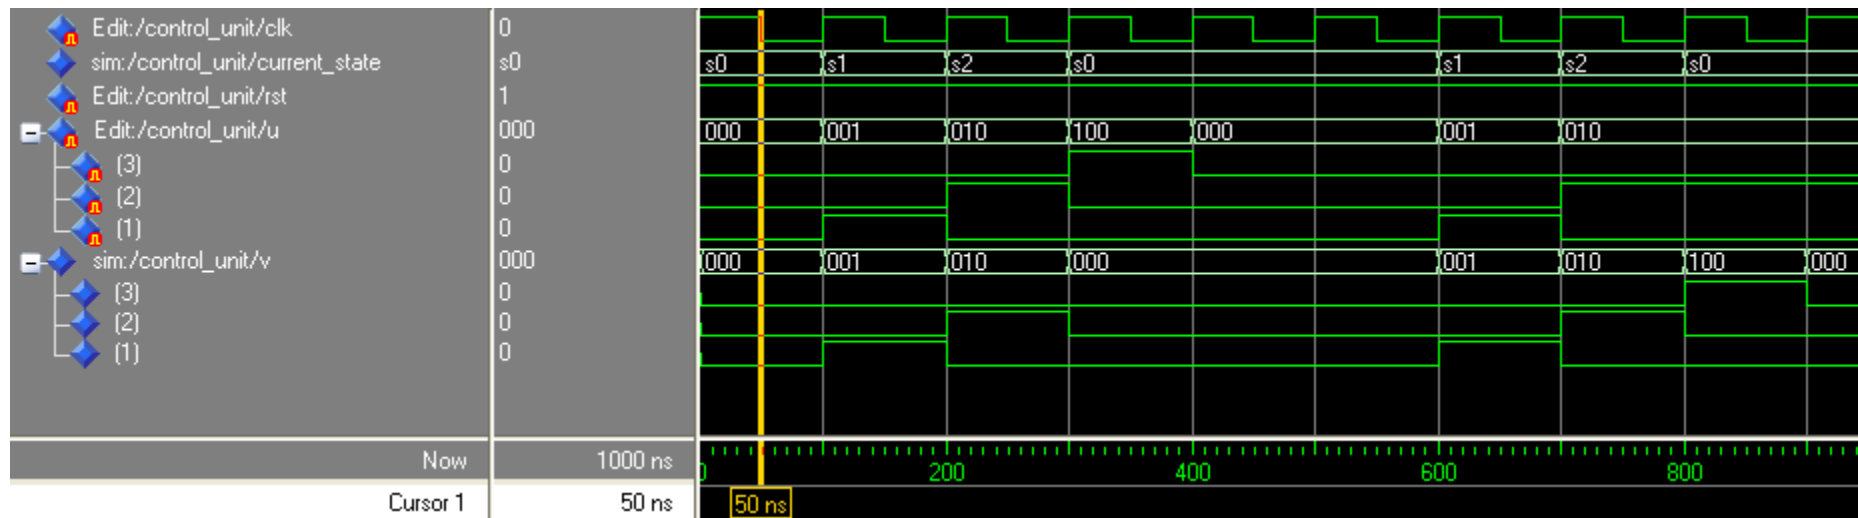 Edit:/control_unit/clk 0
sim:/control_unit/current_state s0 s0 s1 s2 s0 s1 s2 s0
Edit:/control_unit/rst 1
Edit:/control_unit/u 000 000 001 010 100 000 001 010
(3) 0
(2) 0
(1) 0
sim:/control_unit/v 000 000 001 010 000 001 010 100 000
(3) 0
(2) 0
(1) 0
Now 1000 ns 200 400 600 800
Cursor 1 50 ns 50 ns